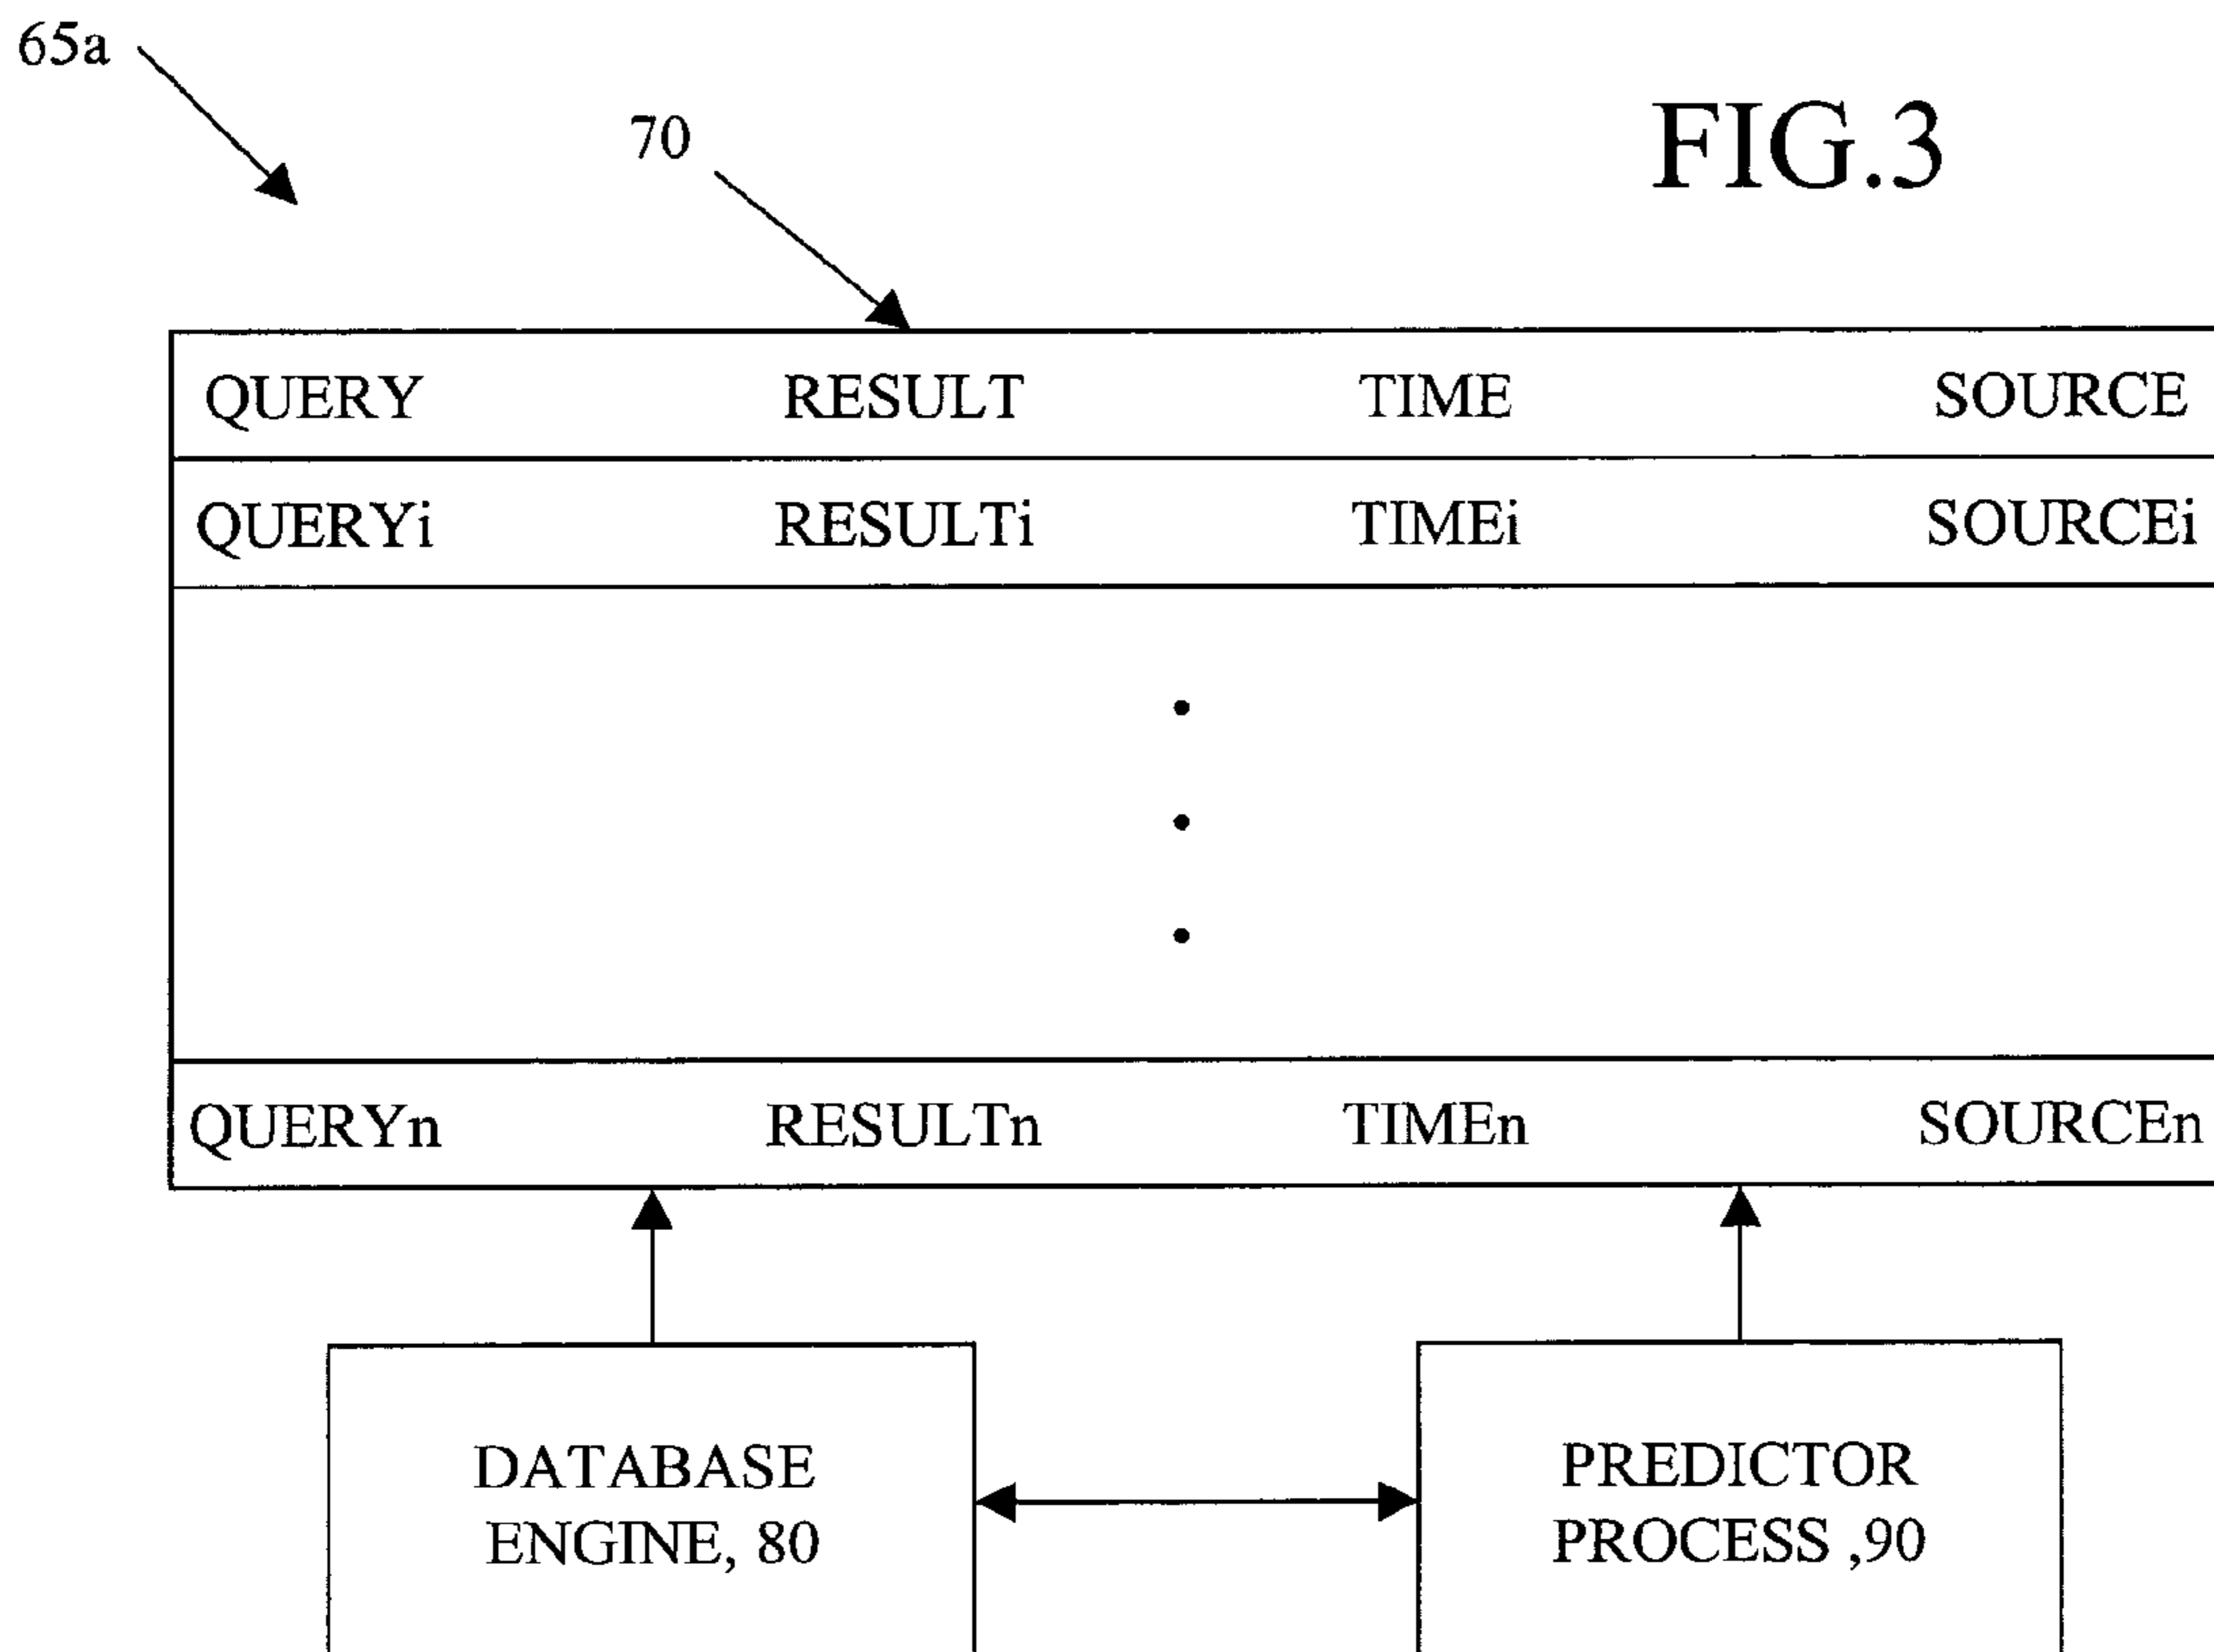 65a
70
FIG.3
QUERY RESULT TIME SOURCE
QUERYi RESULTi TIMEi SOURCEi
QUERYn RESULTn TIMEn SOURCEn
DATABASE
ENGINE, 80
PREDICTOR
PROCESS ,90